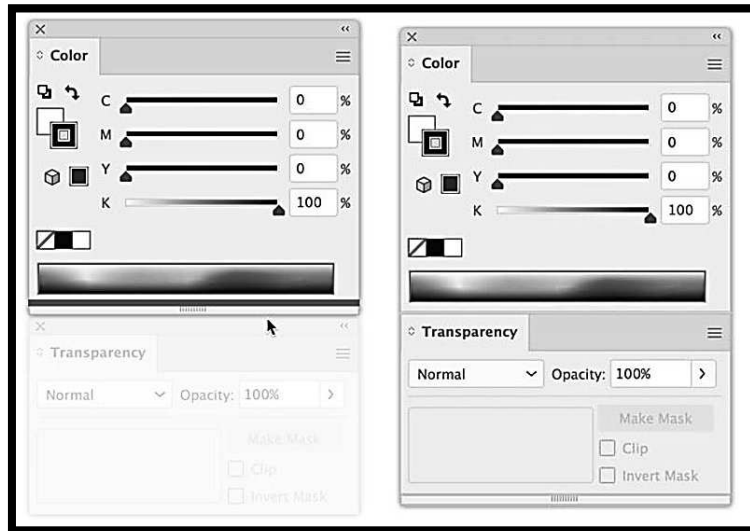 Color
C 0 %
M 0 %
Y 0 %
K 100 %
Transparency
Normal Opacity: 100%
Make Mask
Clip
Invert Mask
Color
C 0 %
M 0 %
Y 0 %
K 100 %
Transparency
Normal Opacity: 100%
Make Mask
Clip
Invert Mask